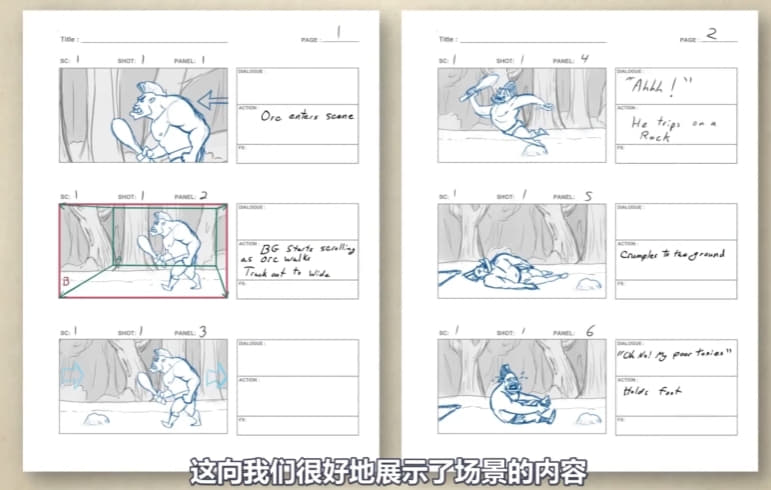 Title :
PAGE : 1
SC: 1 SHOT: 1 PANEL: 1
DIALOGUE :
ACTION :
Orc enters scene
FX:
SC: 1 SHOT: 1 PANEL: 2
DIALOGUE :
ACTION : BG starts scrolling
as orc walks
Track out to wide
FX:
A
B
SC: 1 SHOT: 1 PANEL: 3
DIALOGUE :
ACTION :
FX:
Title :
PAGE: 2
SC: 1 SHOT: 1 PANEL: 4
DIALOGUE :
"Ahhh !"
ACTION :
He trips on a
Rock
FX:
SC: 1 SHOT: 1 PANEL: 5
DIALOGUE :
ACTION :
Crumples to the ground
FX:
SC: 1 SHOT: 1 PANEL: 6
DIALOGUE :
"Oh No! My poor tosies"
ACTION :
Holds foot
FX:
这向我们很好地展示了场景的内容